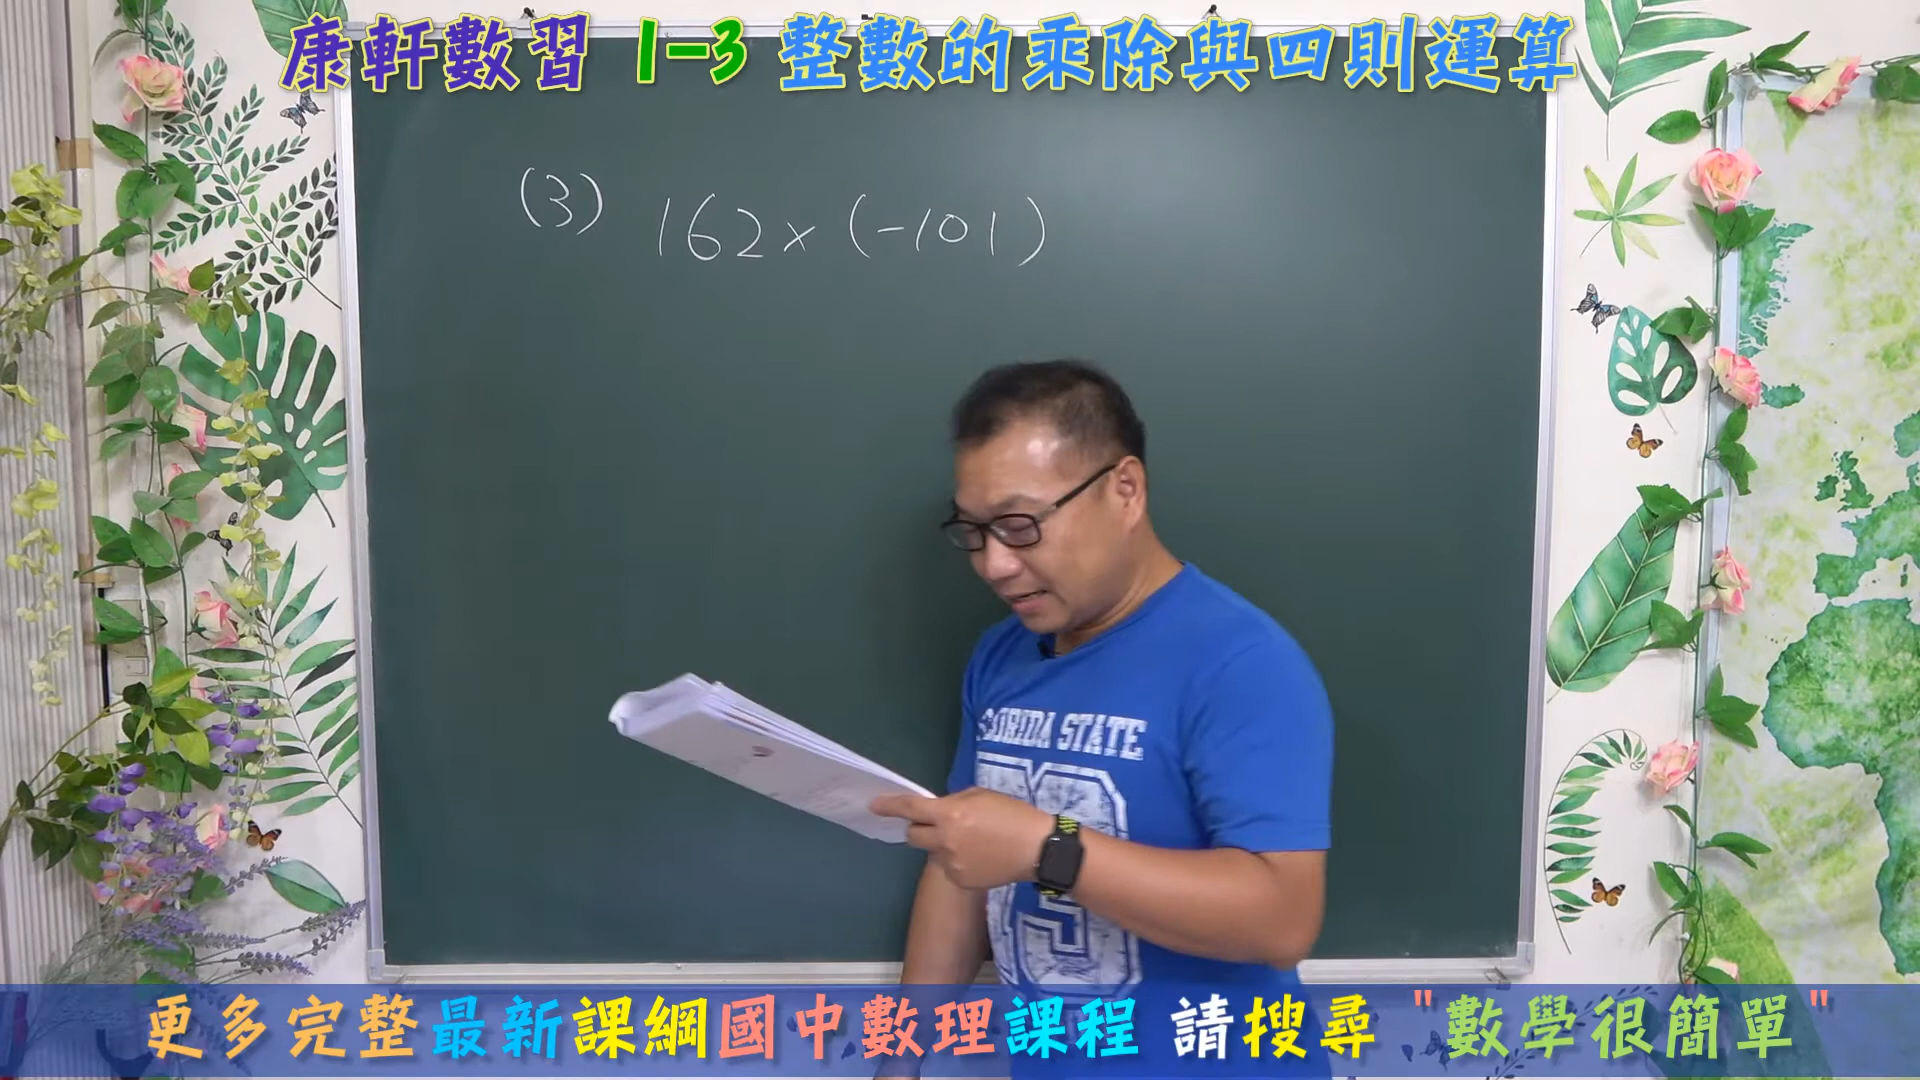 康軒數習 1-3 整數的乘除與四則運算
(3) 162×(-101)
FLORIDA STATE
更多完整最新課綱國中數理課程 請搜尋 "數學很簡單"